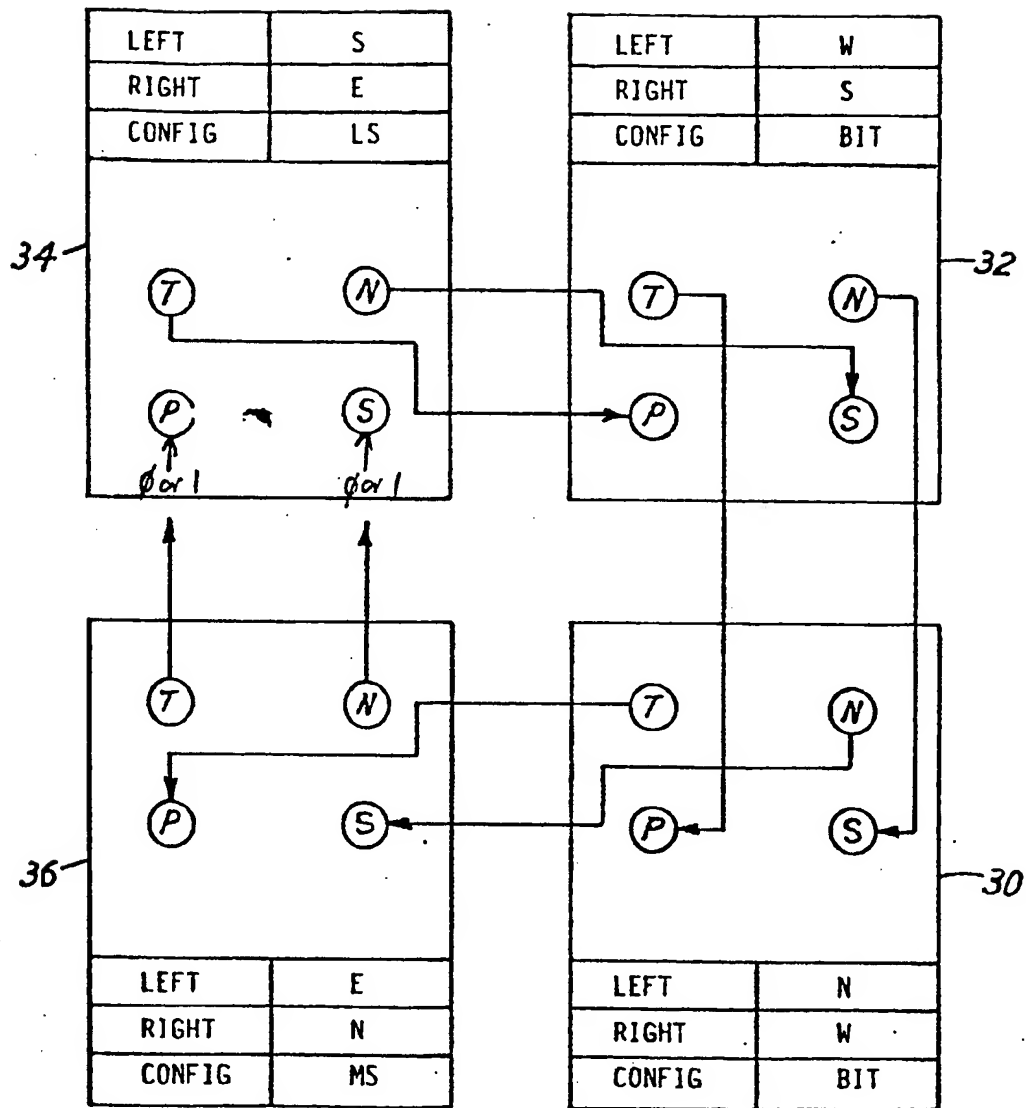 LEFT S
RIGHT E
CONFIG LS
LEFT W
RIGHT S
CONFIG BIT
34
T N
P S
φ or 1 φ or 1
32
T N
P S
36
T N
P S
30
T N
P S
LEFT E
RIGHT N
CONFIG MS
LEFT N
RIGHT W
CONFIG BIT